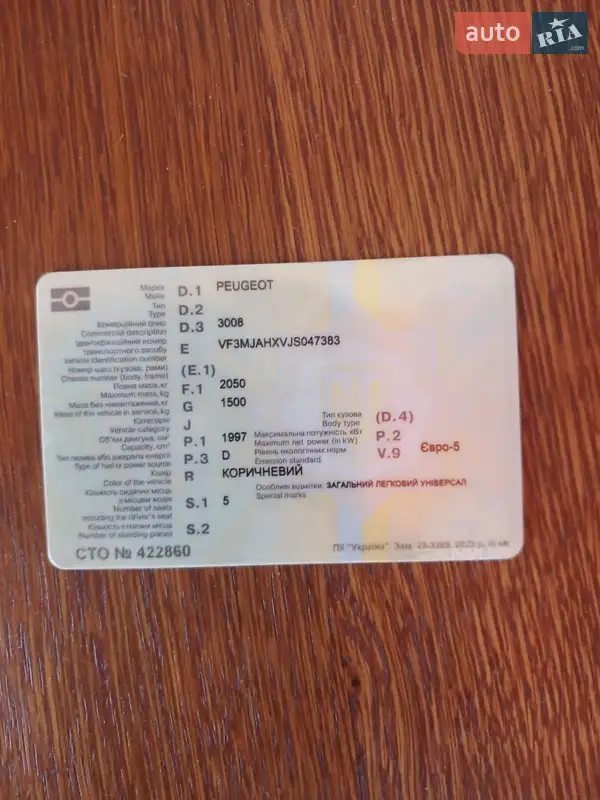 auto RIA .com
Марка
Make D.1 PEUGEOT
Тип
Type D.2
Комерційний опис
Commercial description D.3 3008
Ідентифікаційний номер
транспортного засобу
vehicle identification number E VF3MJAHXVJS047383
Номер шасі (кузова, рами)
Chassis number (body, frame) (E.1)
Повна маса, кг
Maximum mass, kg F.1 2050
Маса без навантаження, кг
Mass of the vehicle in service, kg G 1500
Категорія
Vehicle category J
Тип кузова
Body type (D.4)
Об'єм двигуна, см³
Capacity, cm³ P.1 1997
Максимальна потужність кВт
Maximum net power (in kW) P.2
Тип палива або джерела енергії
Type of fuel or power source P.3 D
Рівень екологічних норм
Emission standard V.9 Євро-5
Колір
Color of the vehicle R КОРИЧНЕВИЙ
Особливі відмітки: ЗАГАЛЬНИЙ ЛЕГКОВИЙ УНІВЕРСАЛ
Special marks
Кількість сидячих місць
з місцем водія
Number of seats
including the driver's seat S.1 5
Кількість стоячих місць
Number of standing places S.2
СТО № 422860
ПК "Україна"